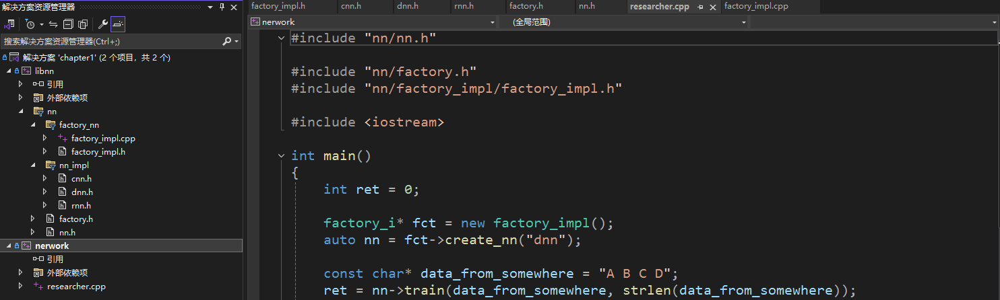 解决方案资源管理器
搜索解决方案资源管理器(Ctrl+;)
解决方案 'chapter1' (2 个项目，共 2 个)
libnn
引用
外部依赖项
nn
factory_nn
factory_impl.cpp
factory_impl.h
nn_impl
cnn.h
dnn.h
rnn.h
factory.h
nn.h
nerwork
引用
外部依赖项
researcher.cpp
factory_impl.h cnn.h dnn.h rnn.h factory.h nn.h researcher.cpp factory_impl.cpp
nerwork (全局范围)
#include "nn/nn.h"
#include "nn/factory.h"
#include "nn/factory_impl/factory_impl.h"
#include <iostream>
int main()
{
int ret = 0;
factory_i* fct = new factory_impl();
auto nn = fct->create_nn("dnn");
const char* data_from_somewhere = "A B C D";
ret = nn->train(data_from_somewhere, strlen(data_from_somewhere));